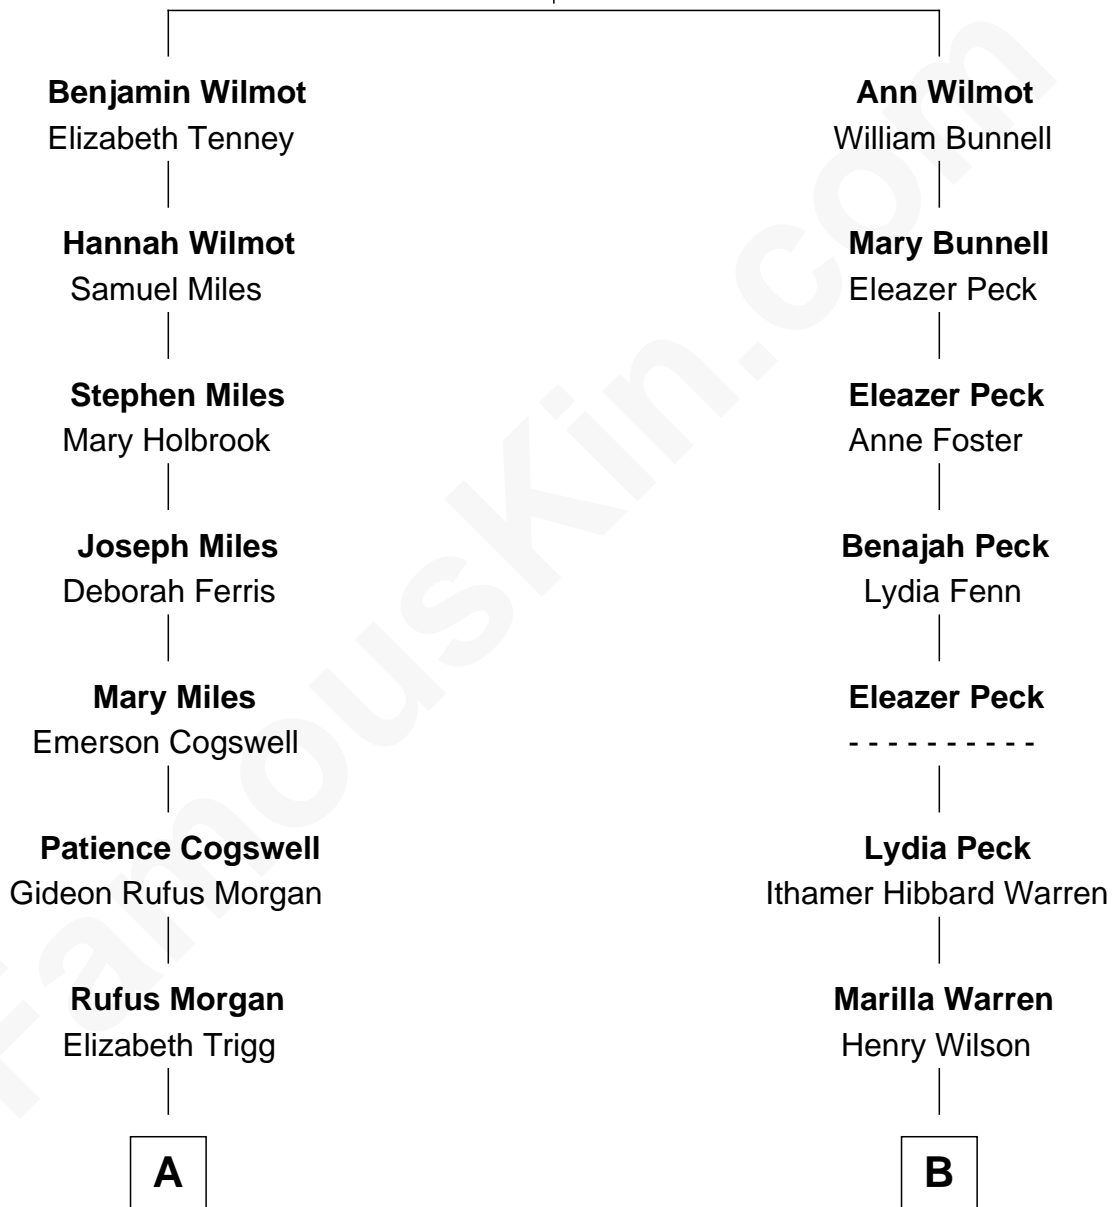 Benjamin Wilmot
Elizabeth Tenney
Hannah Wilmot
Samuel Miles
Stephen Miles
Mary Holbrook
Joseph Miles
Deborah Ferris
Mary Miles
Emerson Cogswell
Patience Cogswell
Gideon Rufus Morgan
Rufus Morgan
Elizabeth Trigg
A
Ann Wilmot
William Bunnell
Mary Bunnell
Eleazer Peck
Eleazer Peck
Anne Foster
Benajah Peck
Lydia Fenn
Eleazer Peck
- - - - - - - - - -
Lydia Peck
Ithamer Hibbard Warren
Marilla Warren
Henry Wilson
B
FamousKin.com